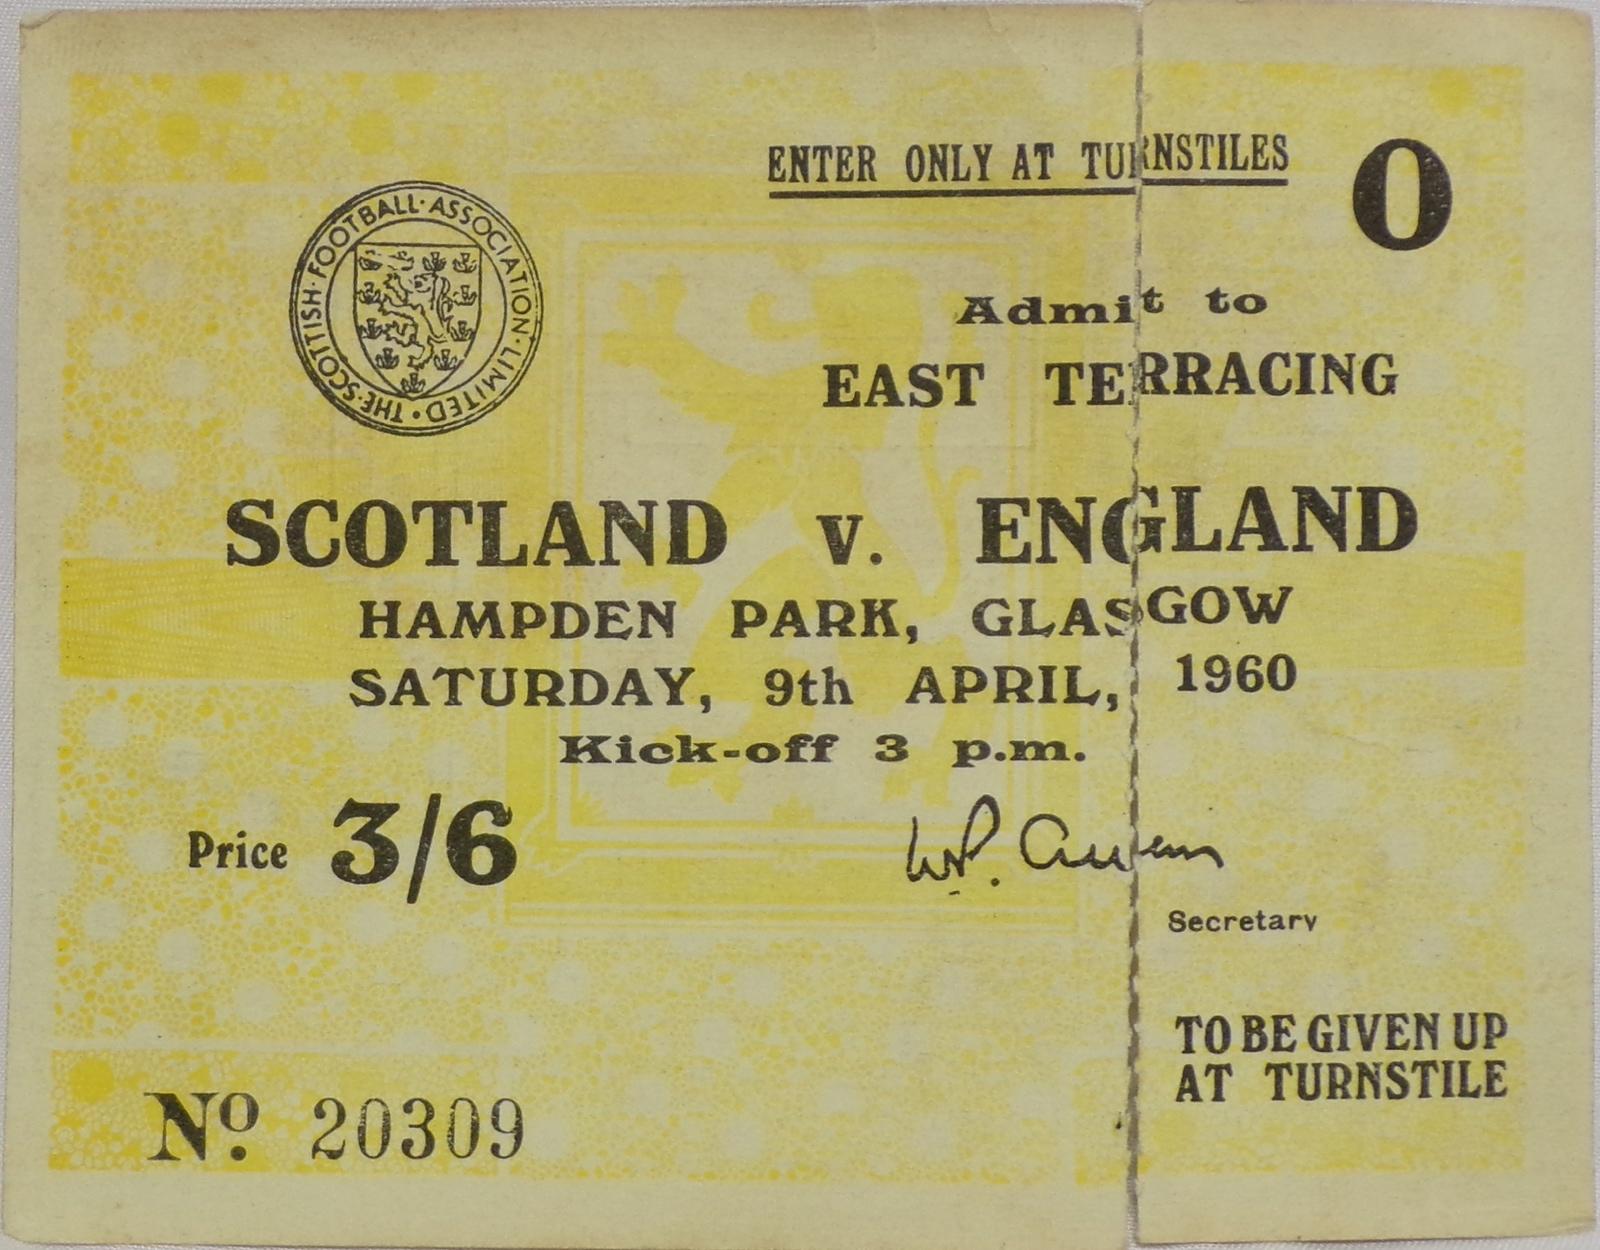 ENTER ONLY AT TURNSTILES
O
THE·SCOTTISH·FOOTBALL·ASSOCIATION·LIMITED·
Admit to
EAST TERRACING
SCOTLAND v. ENGLAND
HAMPDEN PARK, GLASGOW
SATURDAY, 9th APRIL, 1960
Kick-off 3 p.m.
Price 3/6
W.P. Allan
Secretary
TO BE GIVEN UP
AT TURNSTILE
No. 20309